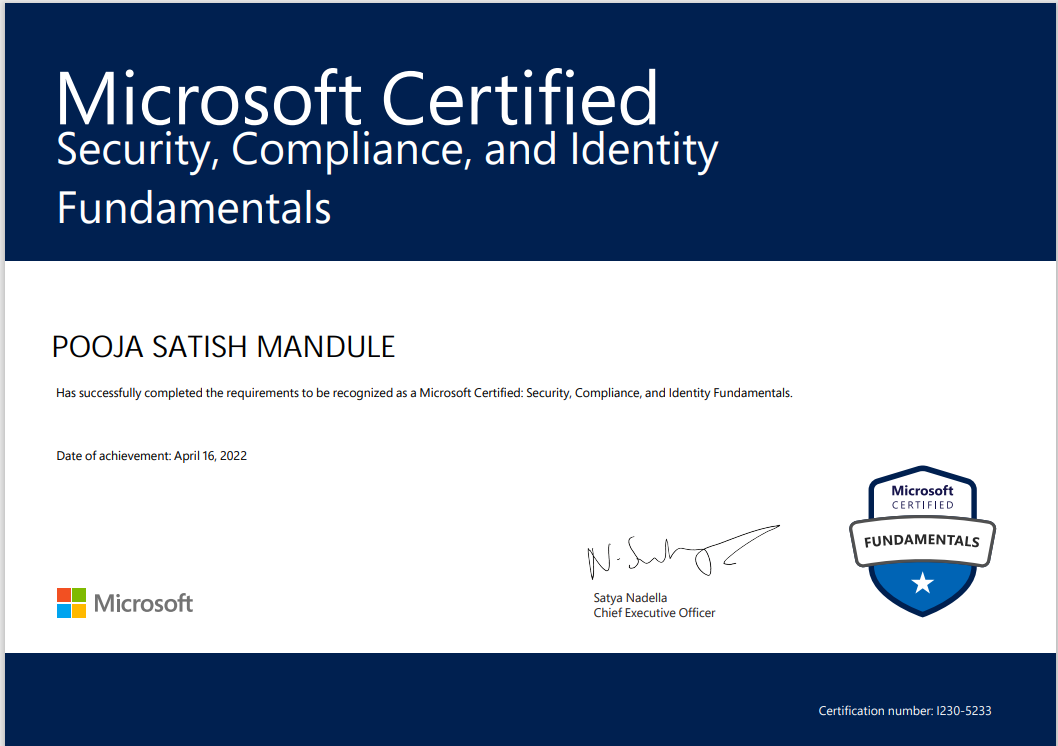 Microsoft Certified
Security, Compliance, and Identity
Fundamentals
POOJA SATISH MANDULE
Has successfully completed the requirements to be recognized as a Microsoft Certified: Security, Compliance, and Identity Fundamentals.
Date of achievement: April 16, 2022
Microsoft
CERTIFIED
FUNDAMENTALS
Satya Nadella
Chief Executive Officer
Microsoft
Certification number: I230-5233